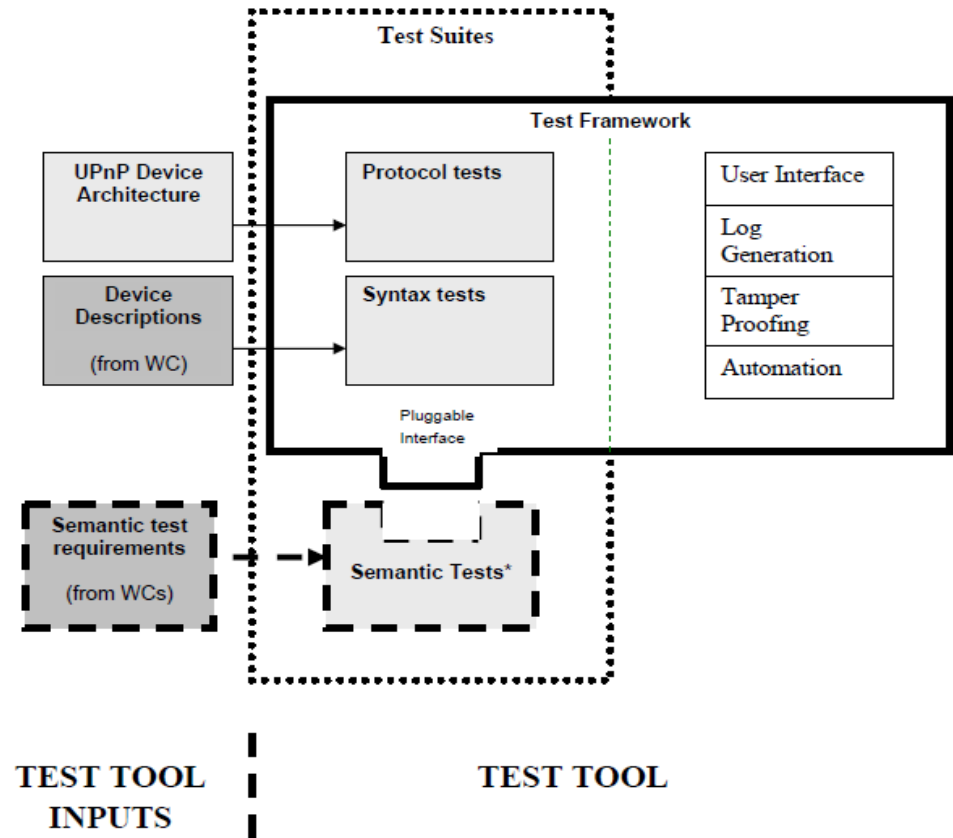 Test Suites
Test Framework
UPnP Device
Architecture
Protocol tests
User Interface
Log
Generation
Device
Descriptions
(from WC)
Syntax tests
Tamper
Proofing
Automation
Pluggable
Interface
Semantic test
requirements
(from WCs)
Semantic Tests*
TEST TOOL
INPUTS
TEST TOOL